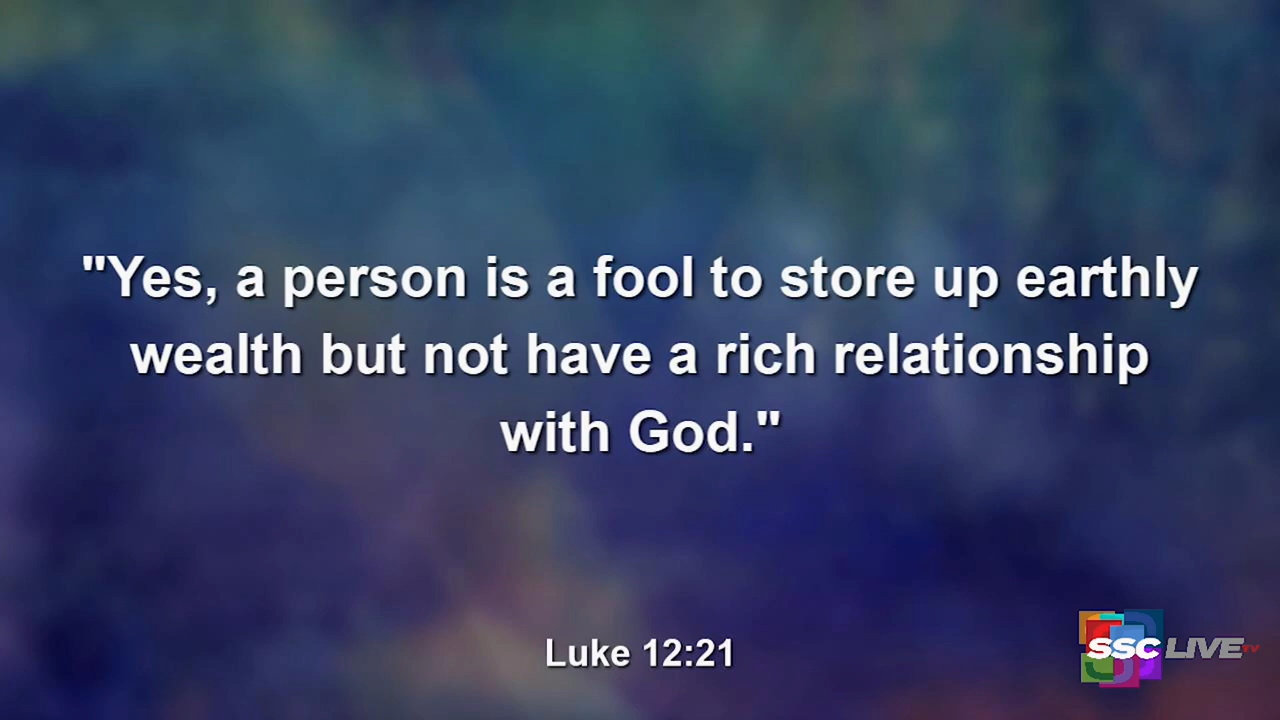 "Yes, a person is a fool to store up earthly
wealth but not have a rich relationship
with God."
Luke 12:21
SSC LIVE TV